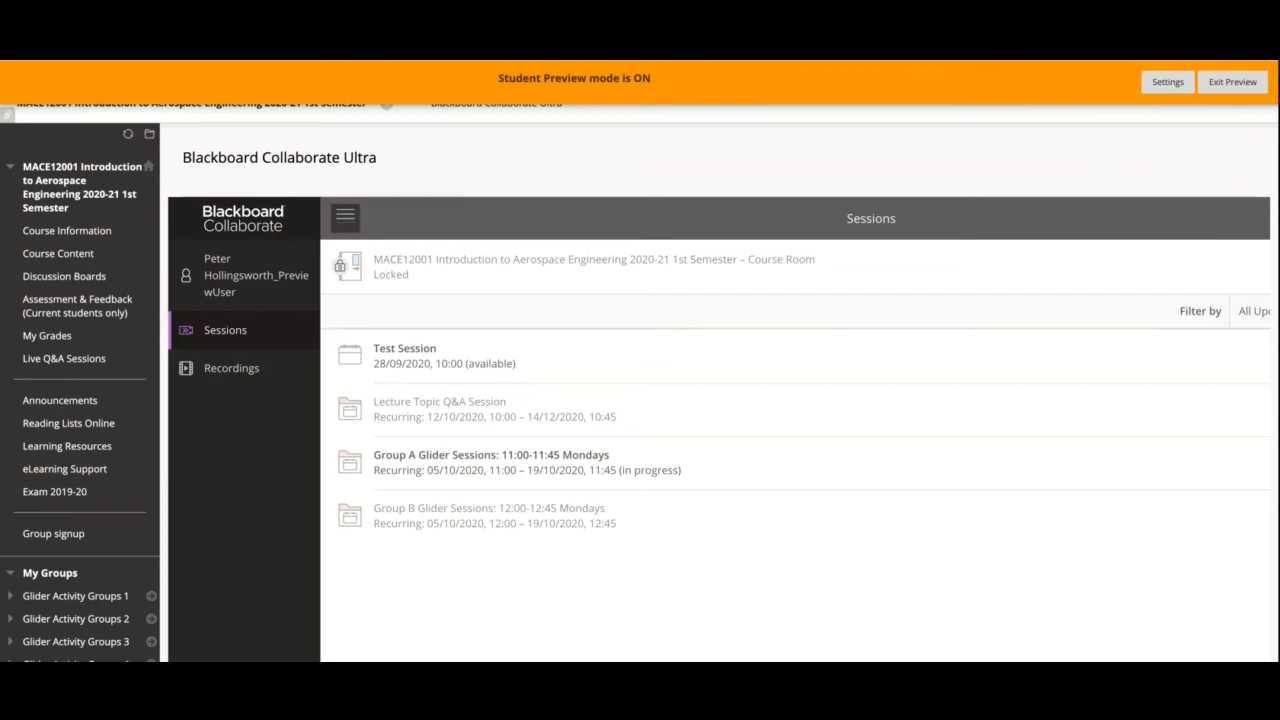 Student Preview mode is ON
Settings
Exit Preview
MACE12001 Introduction to Aerospace Engineering 2020-21 1st Semester
Blackboard Collaborate Ultra
MACE12001 Introduction
to Aerospace
Engineering 2020-21 1st
Semester
Course Information
Course Content
Discussion Boards
Assessment & Feedback
(Current students only)
My Grades
Live Q&A Sessions
Announcements
Reading Lists Online
Learning Resources
eLearning Support
Exam 2019-20
Group signup
My Groups
Glider Activity Groups 1
Glider Activity Groups 2
Glider Activity Groups 3
Blackboard Collaborate Ultra
Blackboard
Collaborate
Peter
Hollingsworth_Previe
wUser
Sessions
Recordings
Sessions
MACE12001 Introduction to Aerospace Engineering 2020-21 1st Semester – Course Room
Locked
Filter by
All Upc
Test Session
28/09/2020, 10:00 (available)
Lecture Topic Q&A Session
Recurring: 12/10/2020, 10:00 – 14/12/2020, 10:45
Group A Glider Sessions: 11:00-11:45 Mondays
Recurring: 05/10/2020, 11:00 – 19/10/2020, 11:45 (in progress)
Group B Glider Sessions: 12:00-12:45 Mondays
Recurring: 05/10/2020, 12:00 – 19/10/2020, 12:45